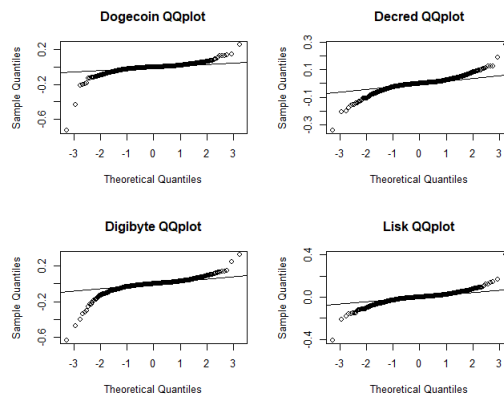 Dogecoin QQplot
Sample Quantiles
0.2
-0.2
-0.6
-3 -2 -1 0 1 2 3
Theoretical Quantiles
Decred QQplot
Sample Quantiles
0.3
0.1
-0.1
-0.3
-3 -2 -1 0 1 2 3
Theoretical Quantiles
Digibyte QQplot
Sample Quantiles
0.2
-0.2
-0.6
-3 -2 -1 0 1 2 3
Theoretical Quantiles
Lisk QQplot
Sample Quantiles
0.4
0.0
-0.4
-3 -2 -1 0 1 2 3
Theoretical Quantiles